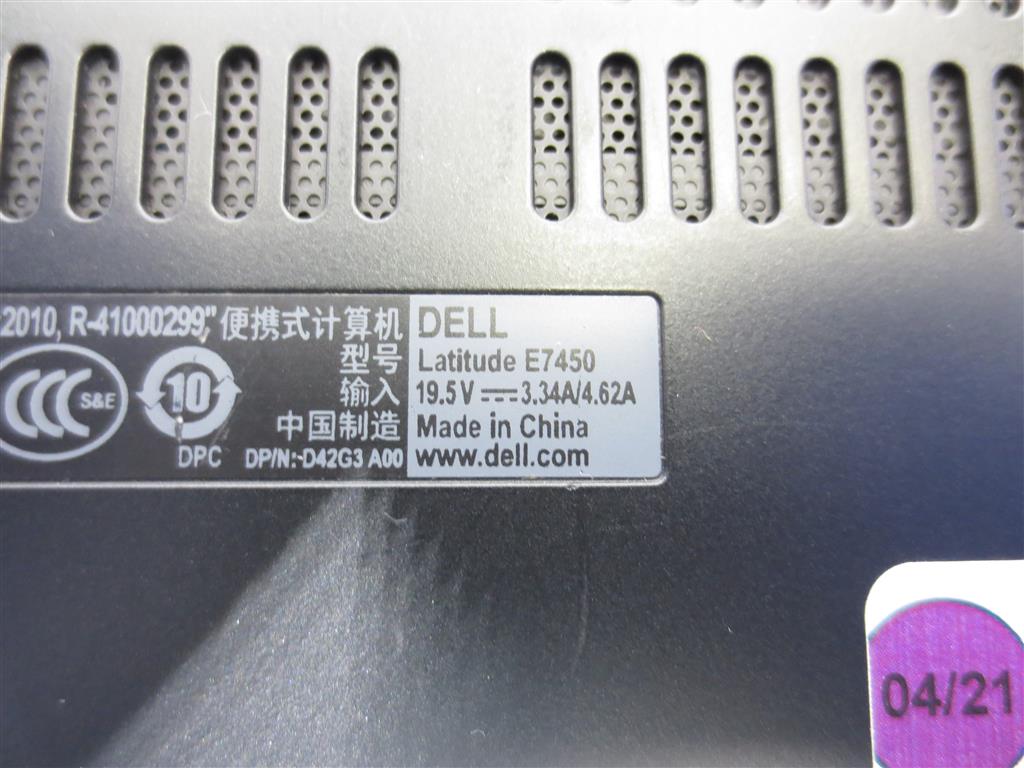 2010, R-41000299" 便携式计算机 DELL
型号 Latitude E7450
输入 19.5V 3.34A/4.62A
中国制造 Made in China
CCC S&E
10
DPC DP/N: D42G3 A00 www.dell.com
04/21